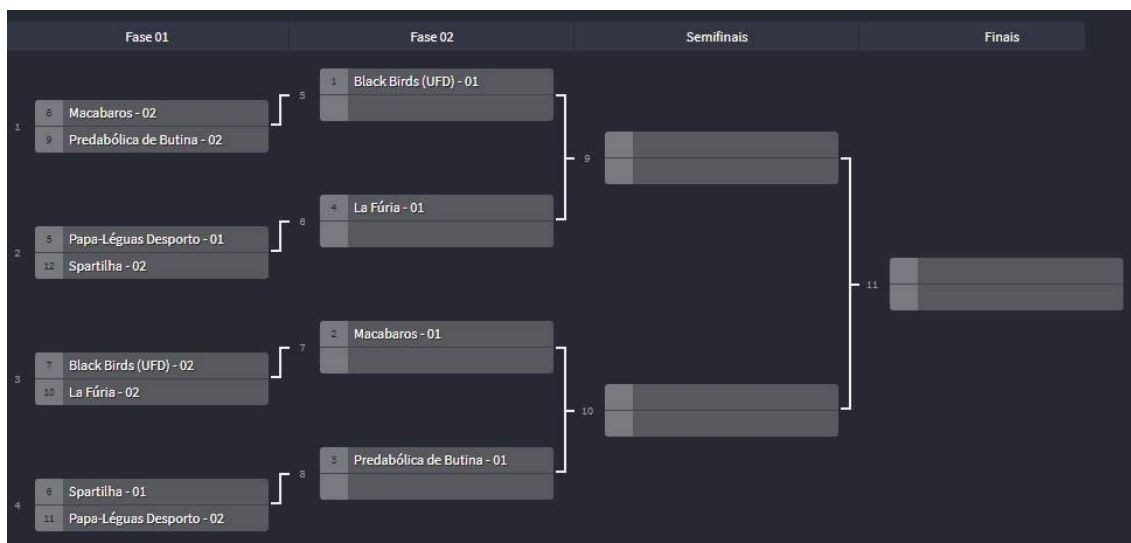 Fase 01
Fase 02
Semifinais
Finais
1
8 Macabaros - 02
9 Predabólica de Butina - 02
2
5 Papa-Léguas Desporto - 01
12 Spartilha - 02
3
7 Black Birds (UFD) - 02
10 La Fúria - 02
4
6 Spartilha - 01
11 Papa-Léguas Desporto - 02
5
1 Black Birds (UFD) - 01
6
4 La Fúria - 01
7
2 Macabaros - 01
8
3 Predabólica de Butina - 01
9
10
11